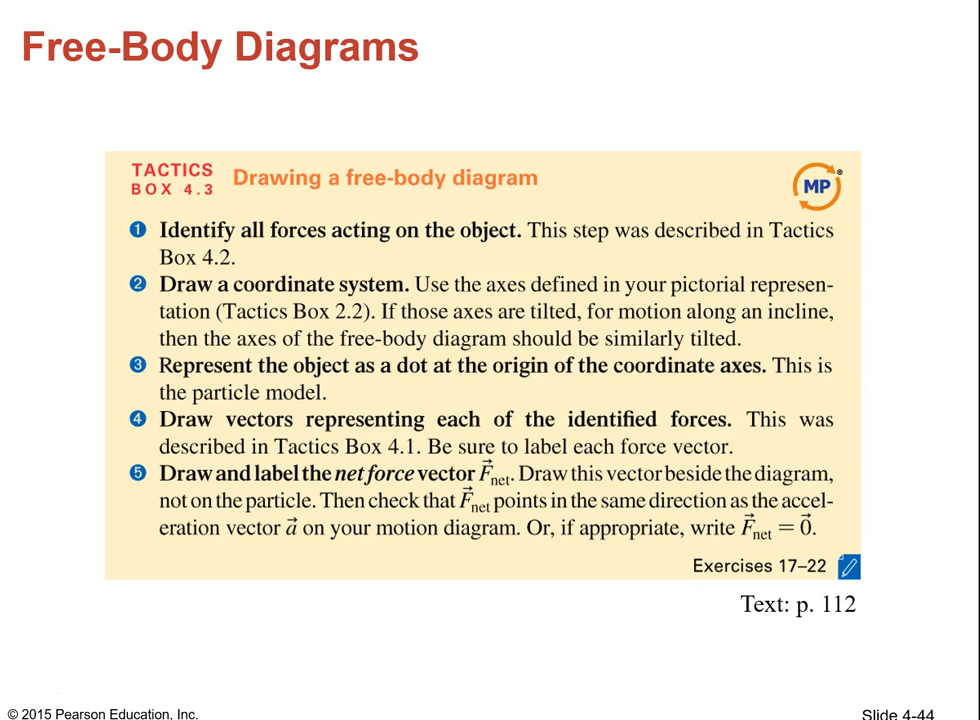 Free-Body Diagrams
TACTICS
BOX 4.3
Drawing a free-body diagram
MP®
1 Identify all forces acting on the object. This step was described in Tactics
Box 4.2.
2 Draw a coordinate system. Use the axes defined in your pictorial represen-
tation (Tactics Box 2.2). If those axes are tilted, for motion along an incline,
then the axes of the free-body diagram should be similarly tilted.
3 Represent the object as a dot at the origin of the coordinate axes. This is
the particle model.
4 Draw vectors representing each of the identified forces. This was
described in Tactics Box 4.1. Be sure to label each force vector.
5 Draw and label the net force vector F⃗net. Draw this vector beside the diagram,
not on the particle. Then check that F⃗net points in the same direction as the accel-
eration vector a⃗ on your motion diagram. Or, if appropriate, write F⃗net = 0⃗.
Exercises 17–22
Text: p. 112
© 2015 Pearson Education, Inc.
Slide 4-44